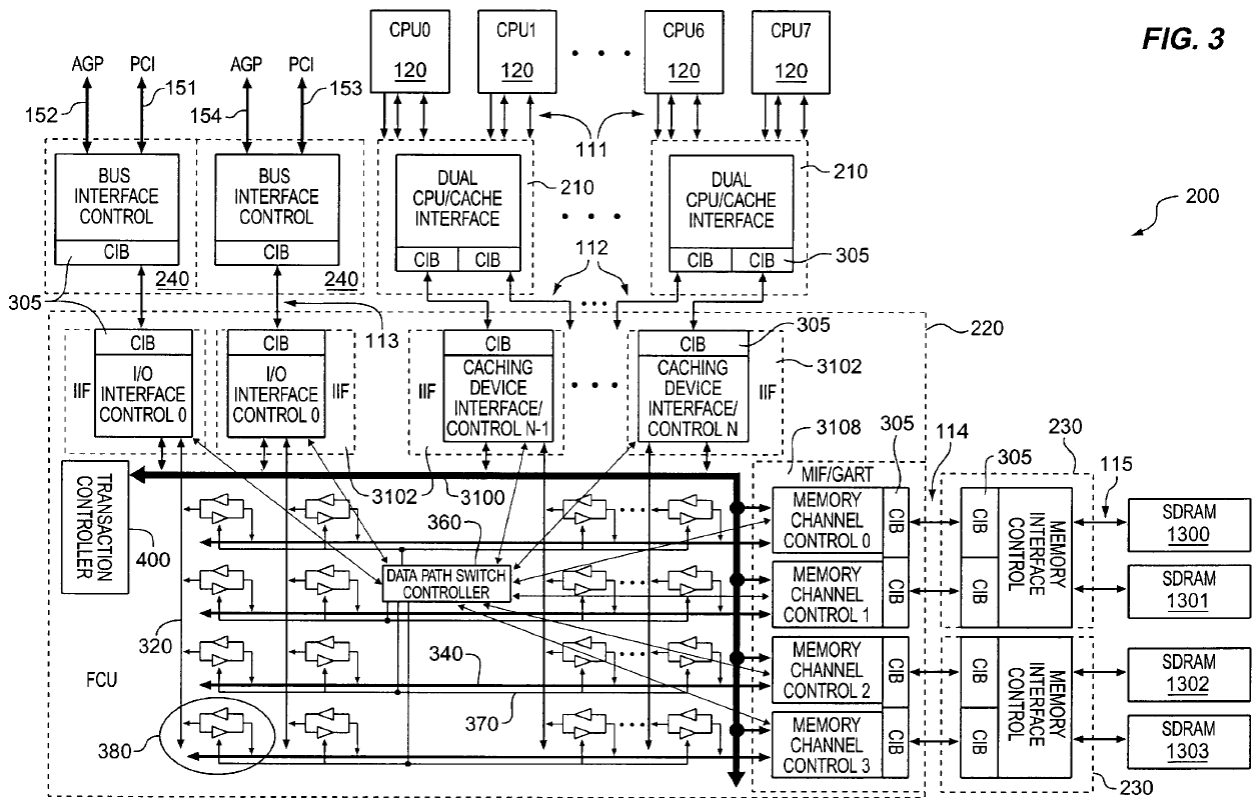 FIG. 3
CPU0
120
CPU1
120
CPU6
120
CPU7
120
AGP
PCI
AGP
PCI
152
151
154
153
111
BUS
INTERFACE
CONTROL
CIB
240
BUS
INTERFACE
CONTROL
CIB
240
DUAL
CPU/CACHE
INTERFACE
CIB
CIB
210
DUAL
CPU/CACHE
INTERFACE
CIB
CIB
305
210
200
112
305
113
220
CIB
I/O
INTERFACE
CONTROL 0
IIF
CIB
I/O
INTERFACE
CONTROL 0
IIF
CIB
CACHING
DEVICE
INTERFACE/
CONTROL N-1
IIF
CIB
CACHING
DEVICE
INTERFACE/
CONTROL N
IIF
305
3102
3108
305
114
230
305
115
TRANSACTION
CONTROLLER
400
3102
3100
360
DATA PATH SWITCH
CONTROLLER
320
340
370
380
FCU
MIF/GART
MEMORY
CHANNEL
CONTROL 0
CIB
MEMORY
CHANNEL
CONTROL 1
CIB
MEMORY
CHANNEL
CONTROL 2
CIB
MEMORY
CHANNEL
CONTROL 3
CIB
CIB
CIB
MEMORY
INTERFACE
CONTROL
CIB
CIB
MEMORY
INTERFACE
CONTROL
230
SDRAM
1300
SDRAM
1301
SDRAM
1302
SDRAM
1303